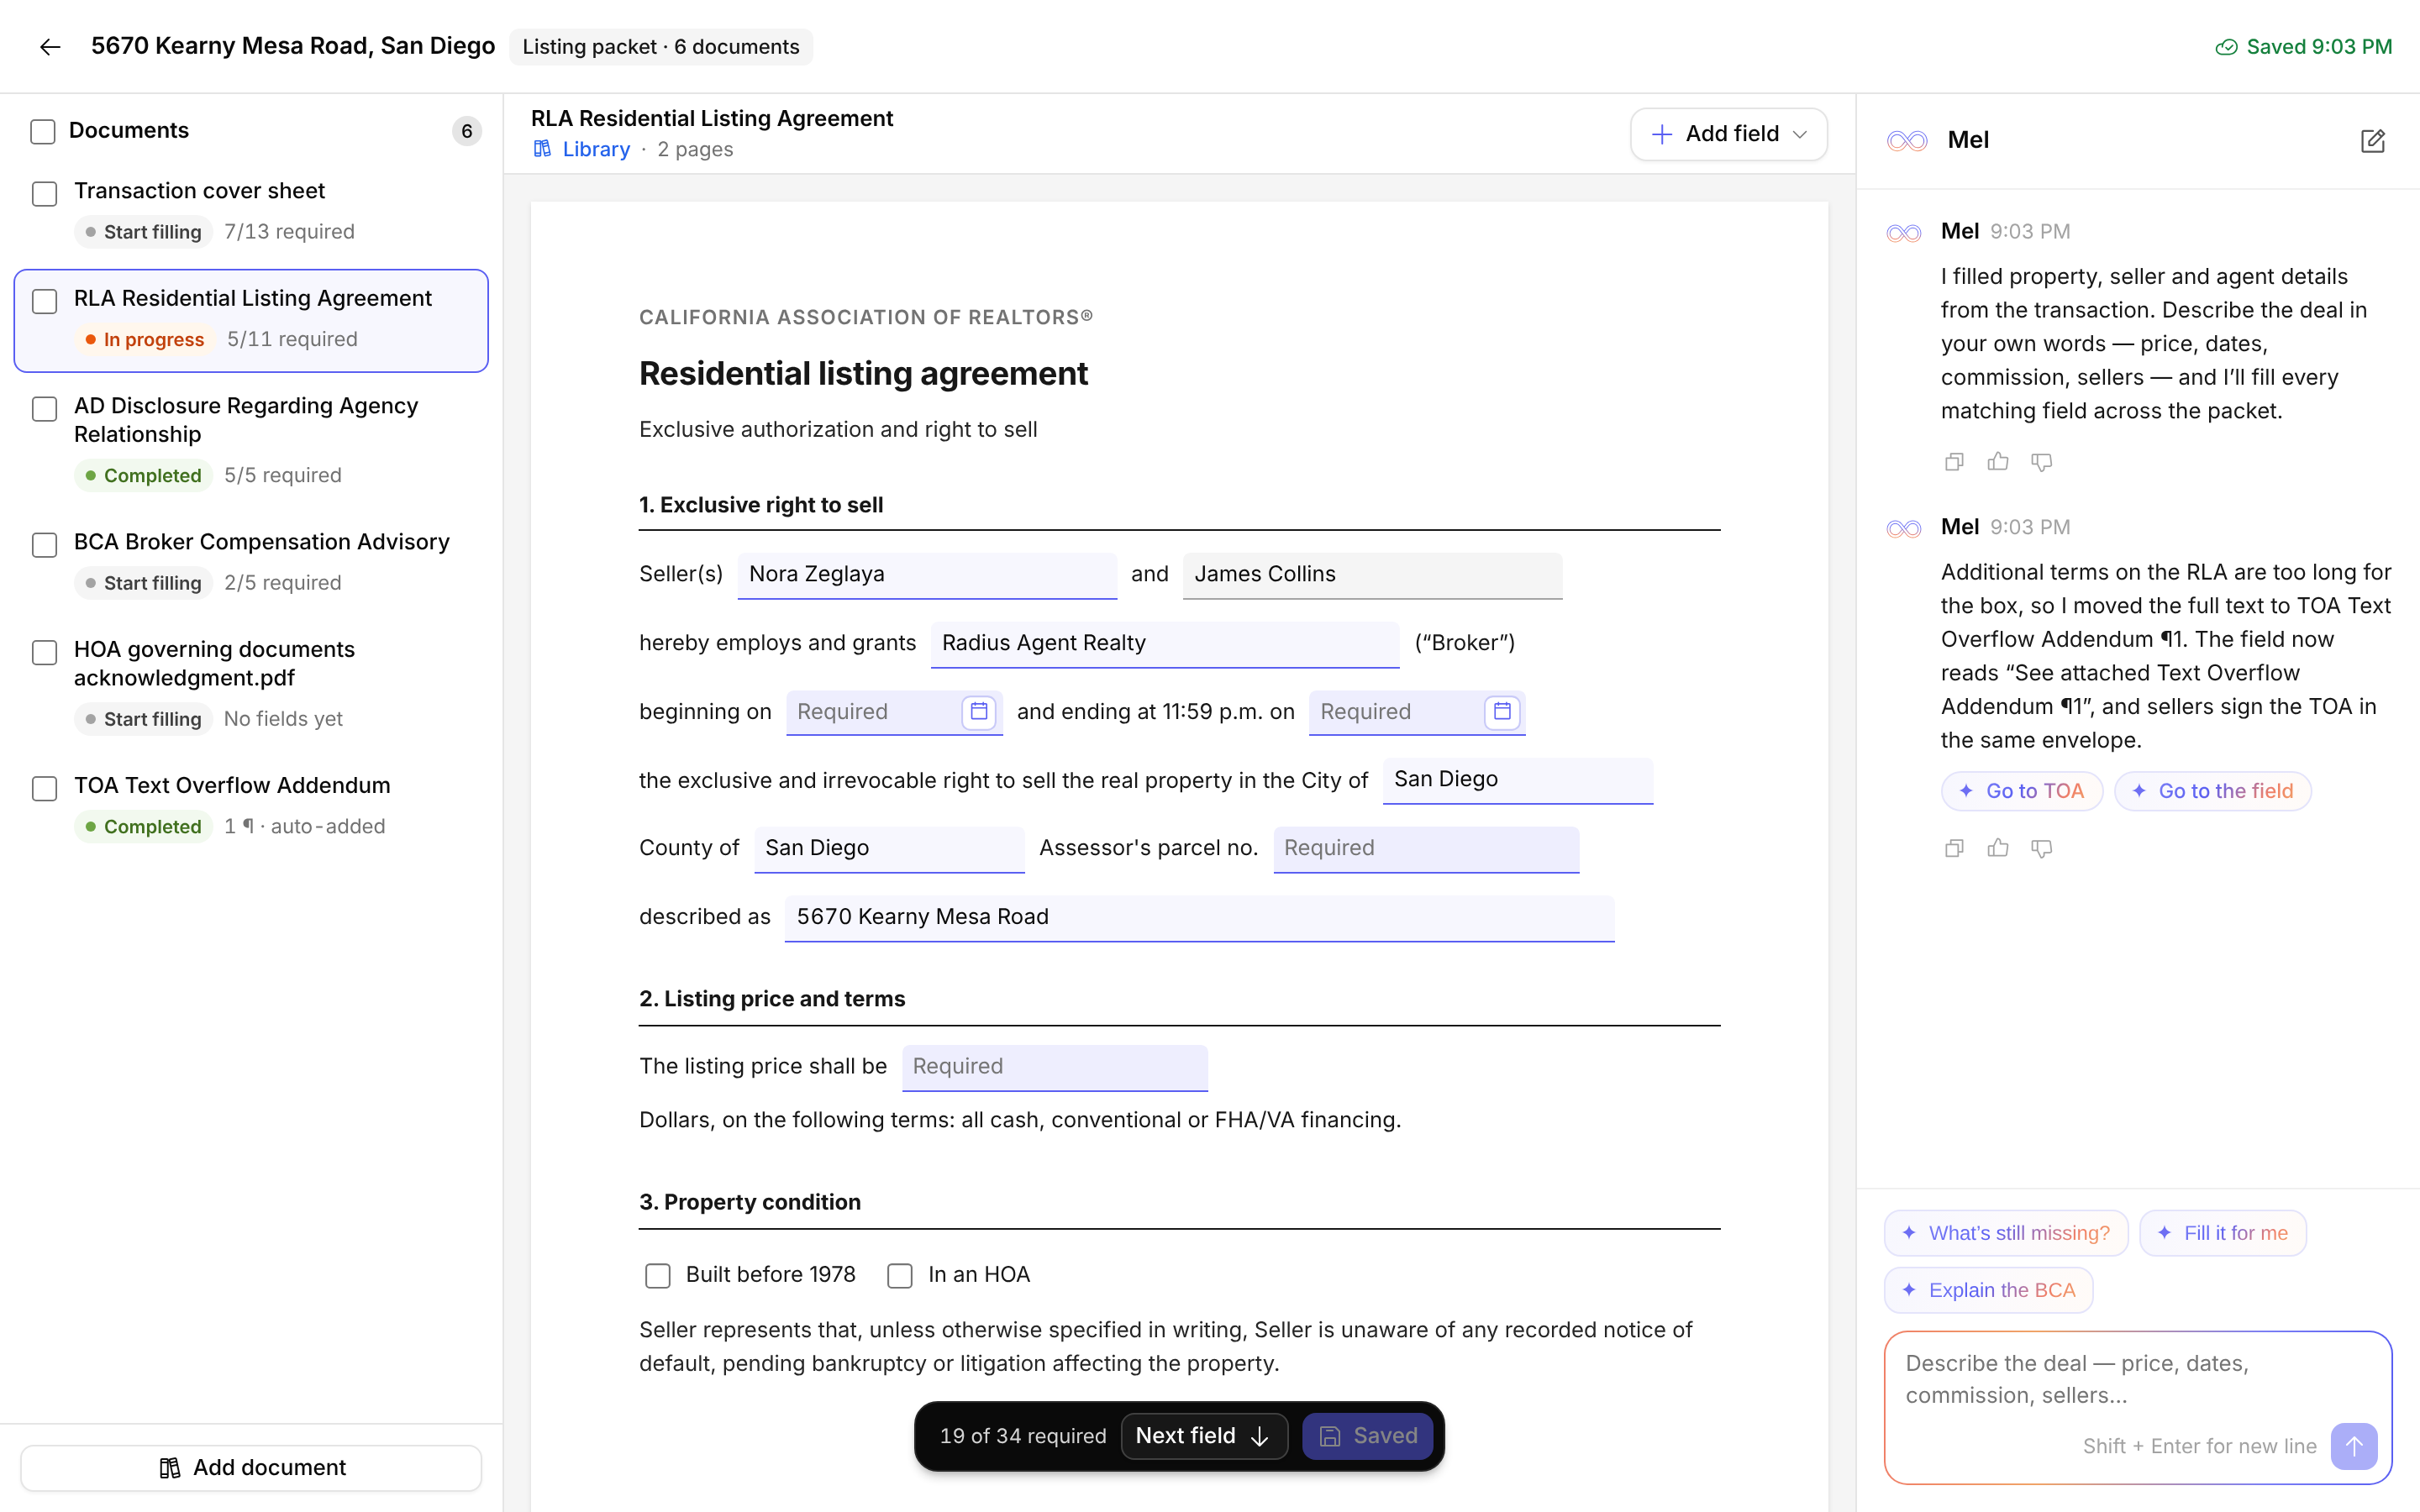 5670 Kearny Mesa Road, San Diego
Listing packet · 6 documents
Saved 9:03 PM
Documents
6
Transaction cover sheet
Start filling
7/13 required
RLA Residential Listing Agreement
In progress
5/11 required
AD Disclosure Regarding Agency
Relationship
Completed
5/5 required
BCA Broker Compensation Advisory
Start filling
2/5 required
HOA governing documents
acknowledgment.pdf
Start filling
No fields yet
TOA Text Overflow Addendum
Completed
1 ¶ · auto-added
Add document
RLA Residential Listing Agreement
Library · 2 pages
Add field
CALIFORNIA ASSOCIATION OF REALTORS®
Residential listing agreement
Exclusive authorization and right to sell
1. Exclusive right to sell
Seller(s) Nora Zeglaya and James Collins
hereby employs and grants Radius Agent Realty (“Broker”)
beginning on Required and ending at 11:59 p.m. on Required
the exclusive and irrevocable right to sell the real property in the City of San Diego
County of San Diego Assessor's parcel no. Required
described as 5670 Kearny Mesa Road
2. Listing price and terms
The listing price shall be Required
Dollars, on the following terms: all cash, conventional or FHA/VA financing.
3. Property condition
Built before 1978 In an HOA
Seller represents that, unless otherwise specified in writing, Seller is unaware of any recorded notice of
default, pending bankruptcy or litigation affecting the property.
19 of 34 required
Next field
Saved
Mel
Mel 9:03 PM
I filled property, seller and agent details
from the transaction. Describe the deal in
your own words — price, dates,
commission, sellers — and I’ll fill every
matching field across the packet.
Mel 9:03 PM
Additional terms on the RLA are too long for
the box, so I moved the full text to TOA Text
Overflow Addendum ¶1. The field now
reads “See attached Text Overflow
Addendum ¶1”, and sellers sign the TOA in
the same envelope.
Go to TOA
Go to the field
What’s still missing?
Fill it for me
Explain the BCA
Describe the deal — price, dates,
commission, sellers...
Shift + Enter for new line